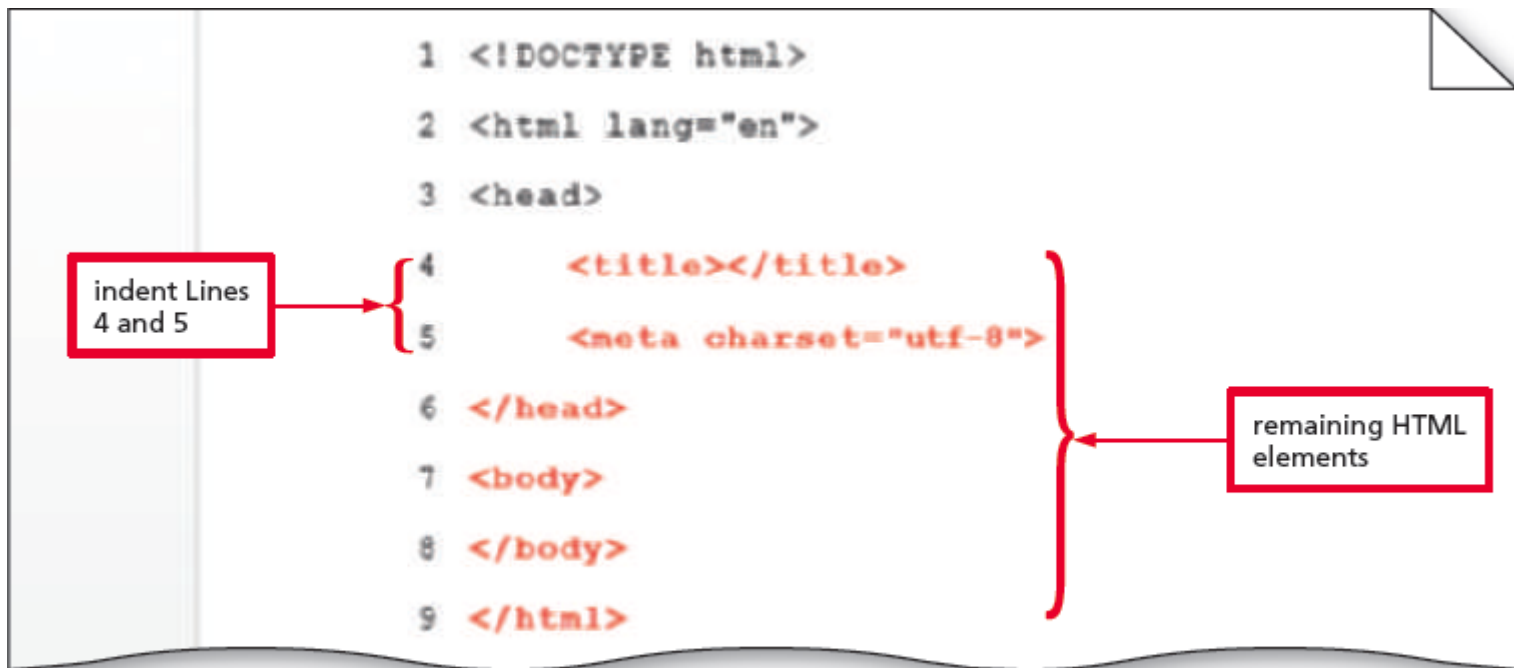 1 <!DOCTYPE html>
2 <html lang="en">
3 <head>
4 <title></title>
5 <meta charset="utf-8">
6 </head>
7 <body>
8 </body>
9 </html>
indent Lines
4 and 5
remaining HTML
elements